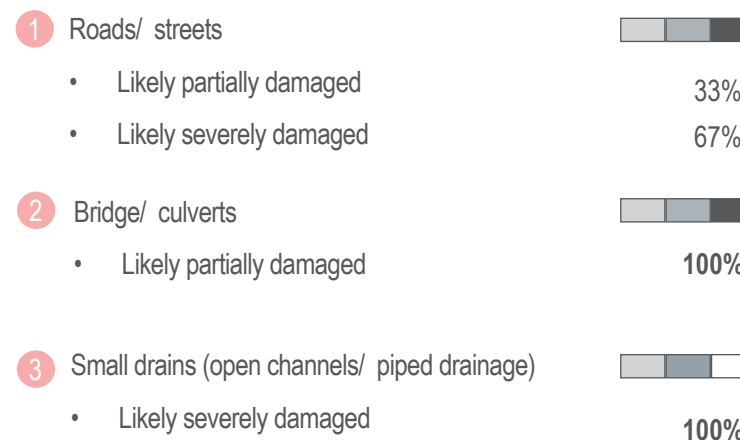 1 Roads/ streets
• Likely partially damaged 33%
• Likely severely damaged 67%
2 Bridge/ culverts
• Likely partially damaged 100%
3 Small drains (open channels/ piped drainage)
• Likely severely damaged 100%